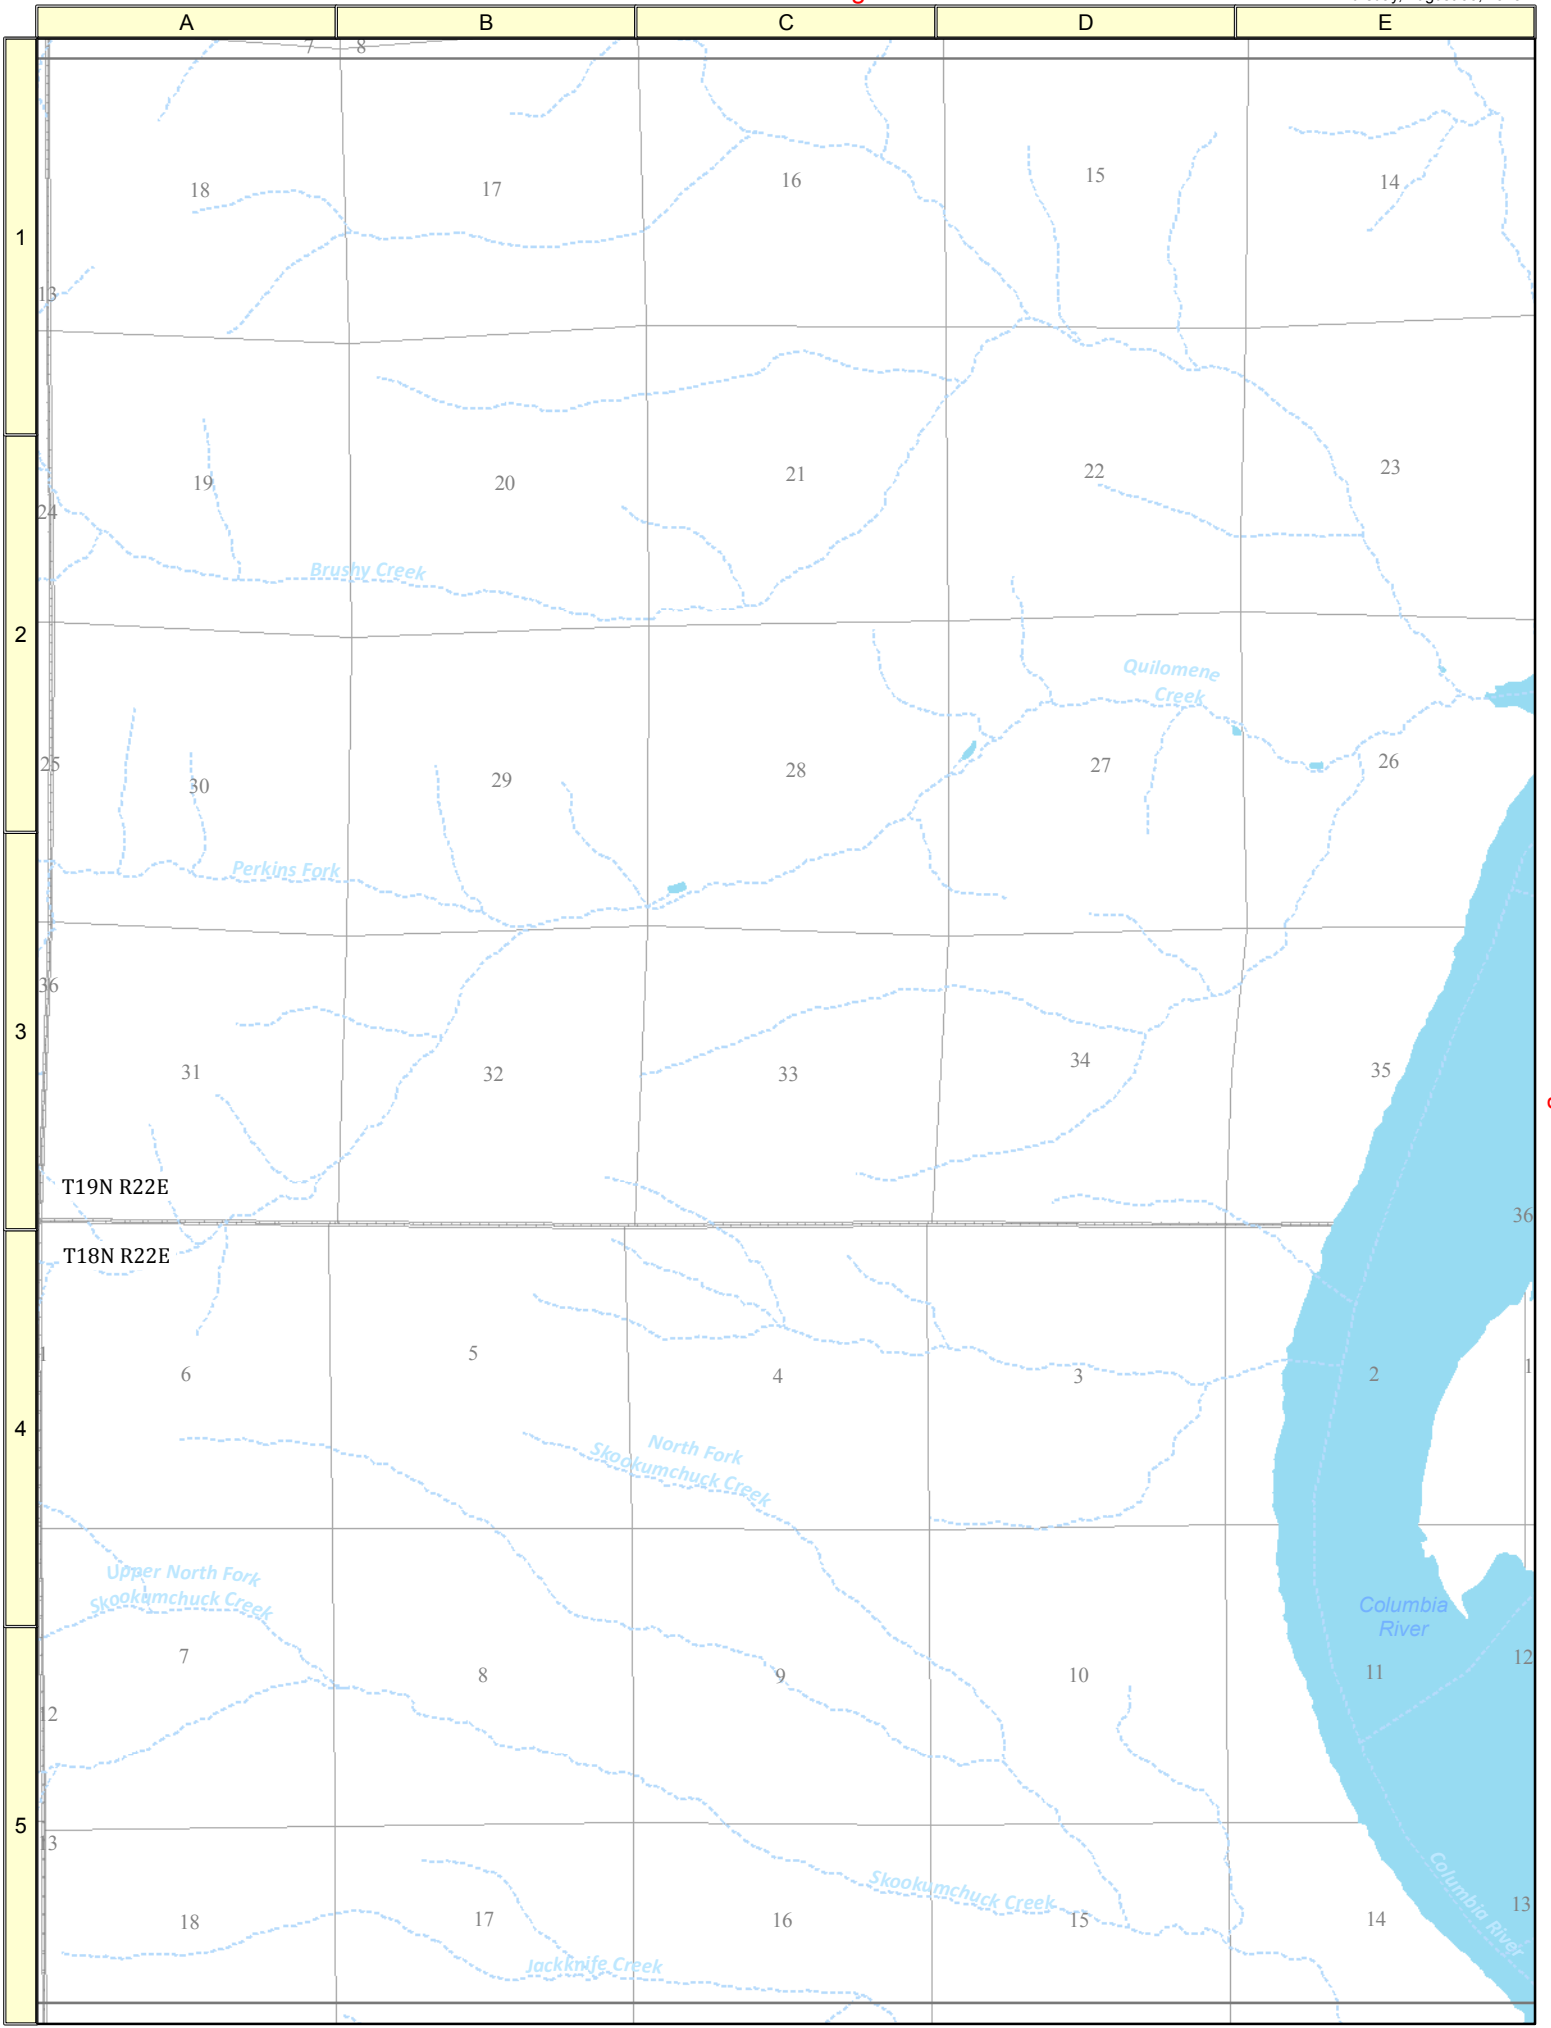 A B C D E
7 8
18 17 16 15 14
1
13
19 20 21 22 23
24
Brushy Creek
2
Quilomene
Creek
25 30 29 28 27 26
Perkins Fork
36
3
31 32 33 34 35
T19N R22E
36
T18N R22E
1 6 5 4 3 2 1
4
North Fork
Skookumchuck Creek
Upper North Fork
Skookumchuck Creek
Columbia
River
7 8 9 10 11 12
12
5
13
Skookumchuck Creek
Columbia River
18 17 16 15 14 13
Jackknife Creek